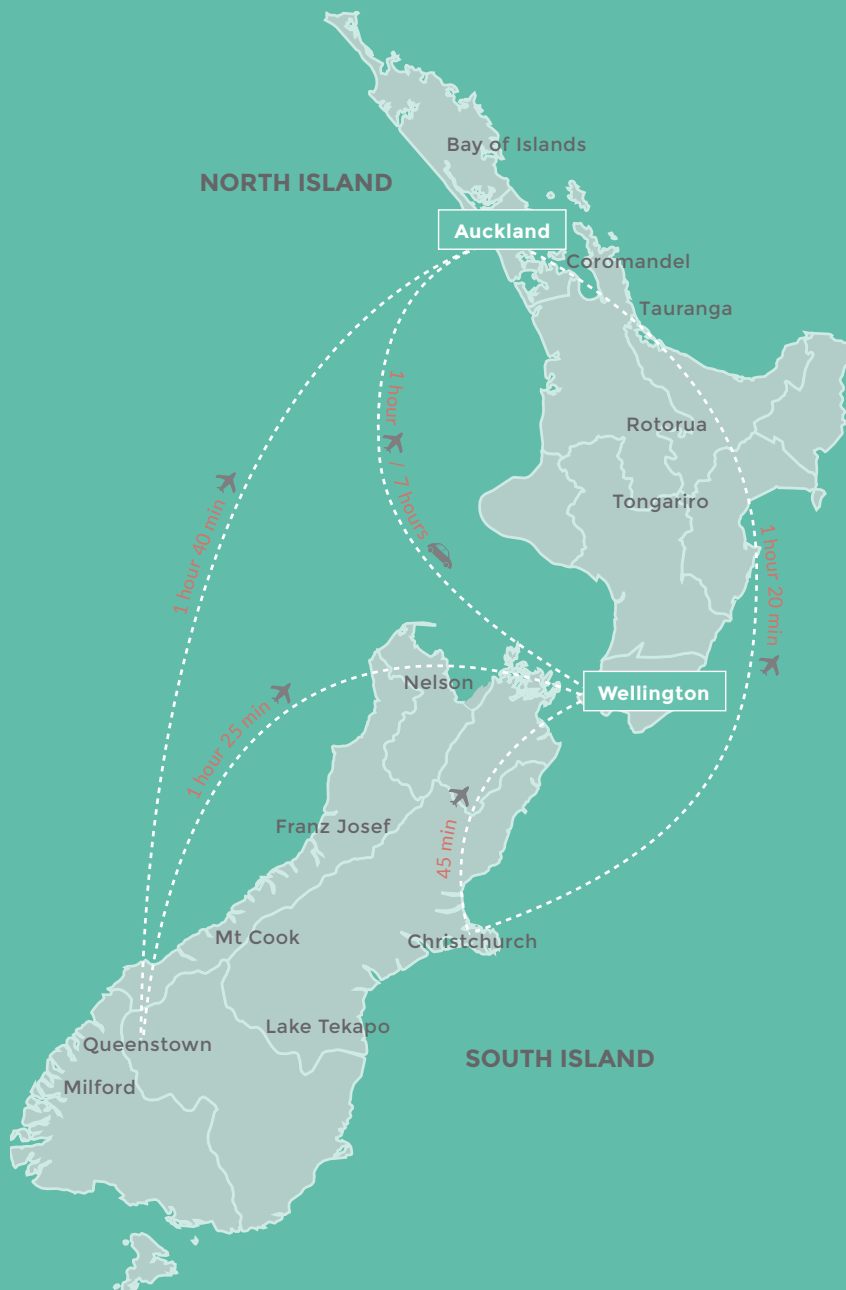 Bay of Islands
NORTH ISLAND
Auckland
Coromandel
Tauranga
1 hour / 7 hours
Rotorua
1 hour 40 min
Tongariro
1 hour 20 min
Nelson
Wellington
1 hour 25 min
Franz Josef
45 min
Mt Cook
Christchurch
Lake Tekapo
Queenstown
SOUTH ISLAND
Milford